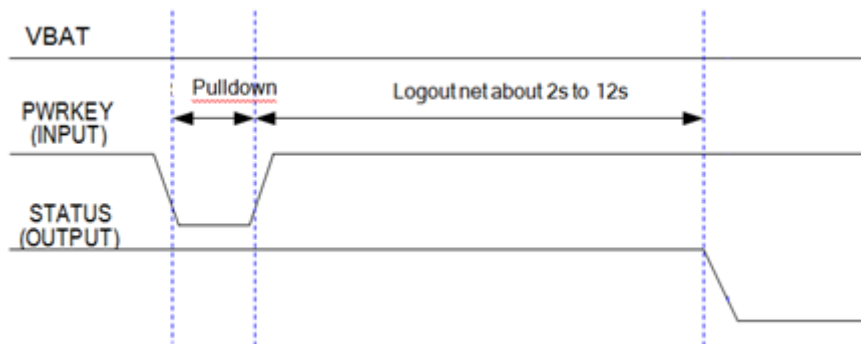 VBAT
Pulldown
Logout net about 2s to 12s
PWRKEY
(INPUT)
STATUS
(OUTPUT)